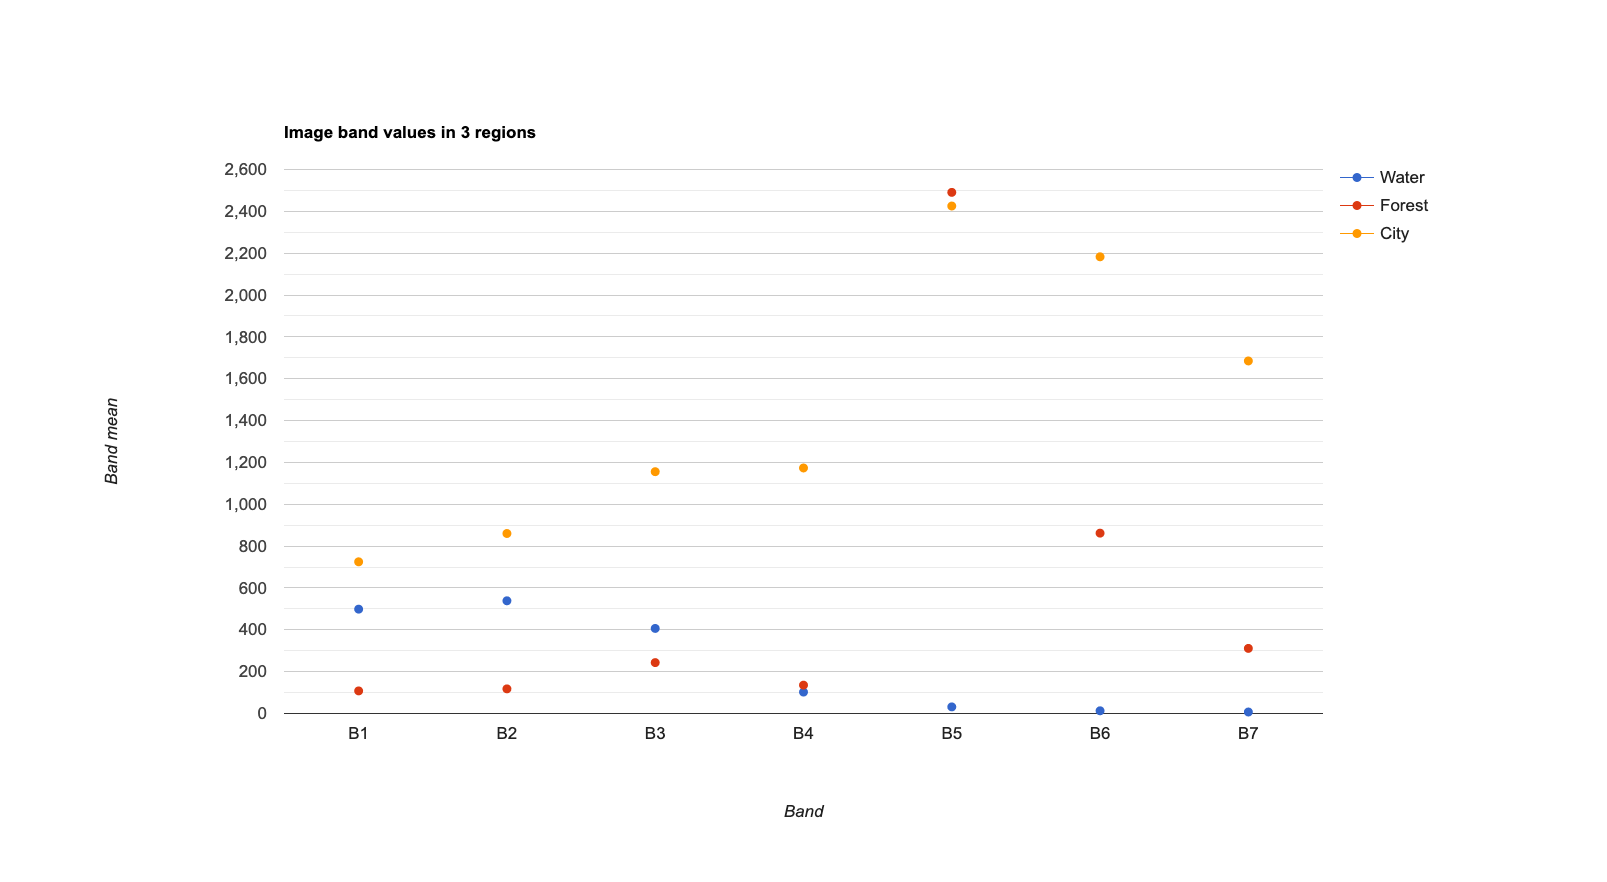 Image band values in 3 regions
2,600
2,400
2,200
2,000
1,800
1,600
1,400
1,200
1,000
800
600
400
200
0
Band mean
B1 B2 B3 B4 B5 B6 B7
Band
Water
Forest
City